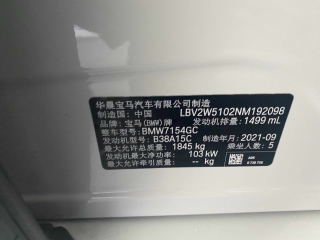 华晨宝马汽车有限公司制造
制造国: 中国 LBV2W5102NM192098
品牌: 宝马(BMW)牌 发动机排量: 1499 mL
整车型号: BMW7154GC
发动机型号: B38A15C 制造年月: 2021-09
最大允许总质量: 1845 kg 乘坐人数: 5
发动机最大净功率: 103 kW
最大允许牵引质量: -- kg